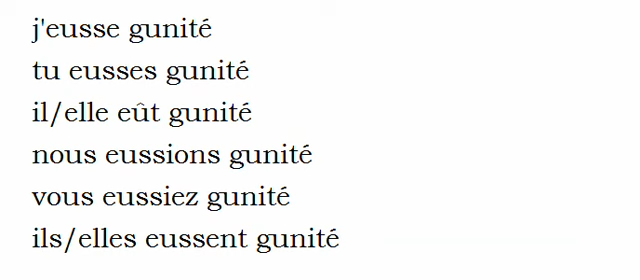 j'eusse gunité
tu eusses gunité
il/elle eût gunité
nous eussions gunité
vous eussiez gunité
ils/elles eussent gunité